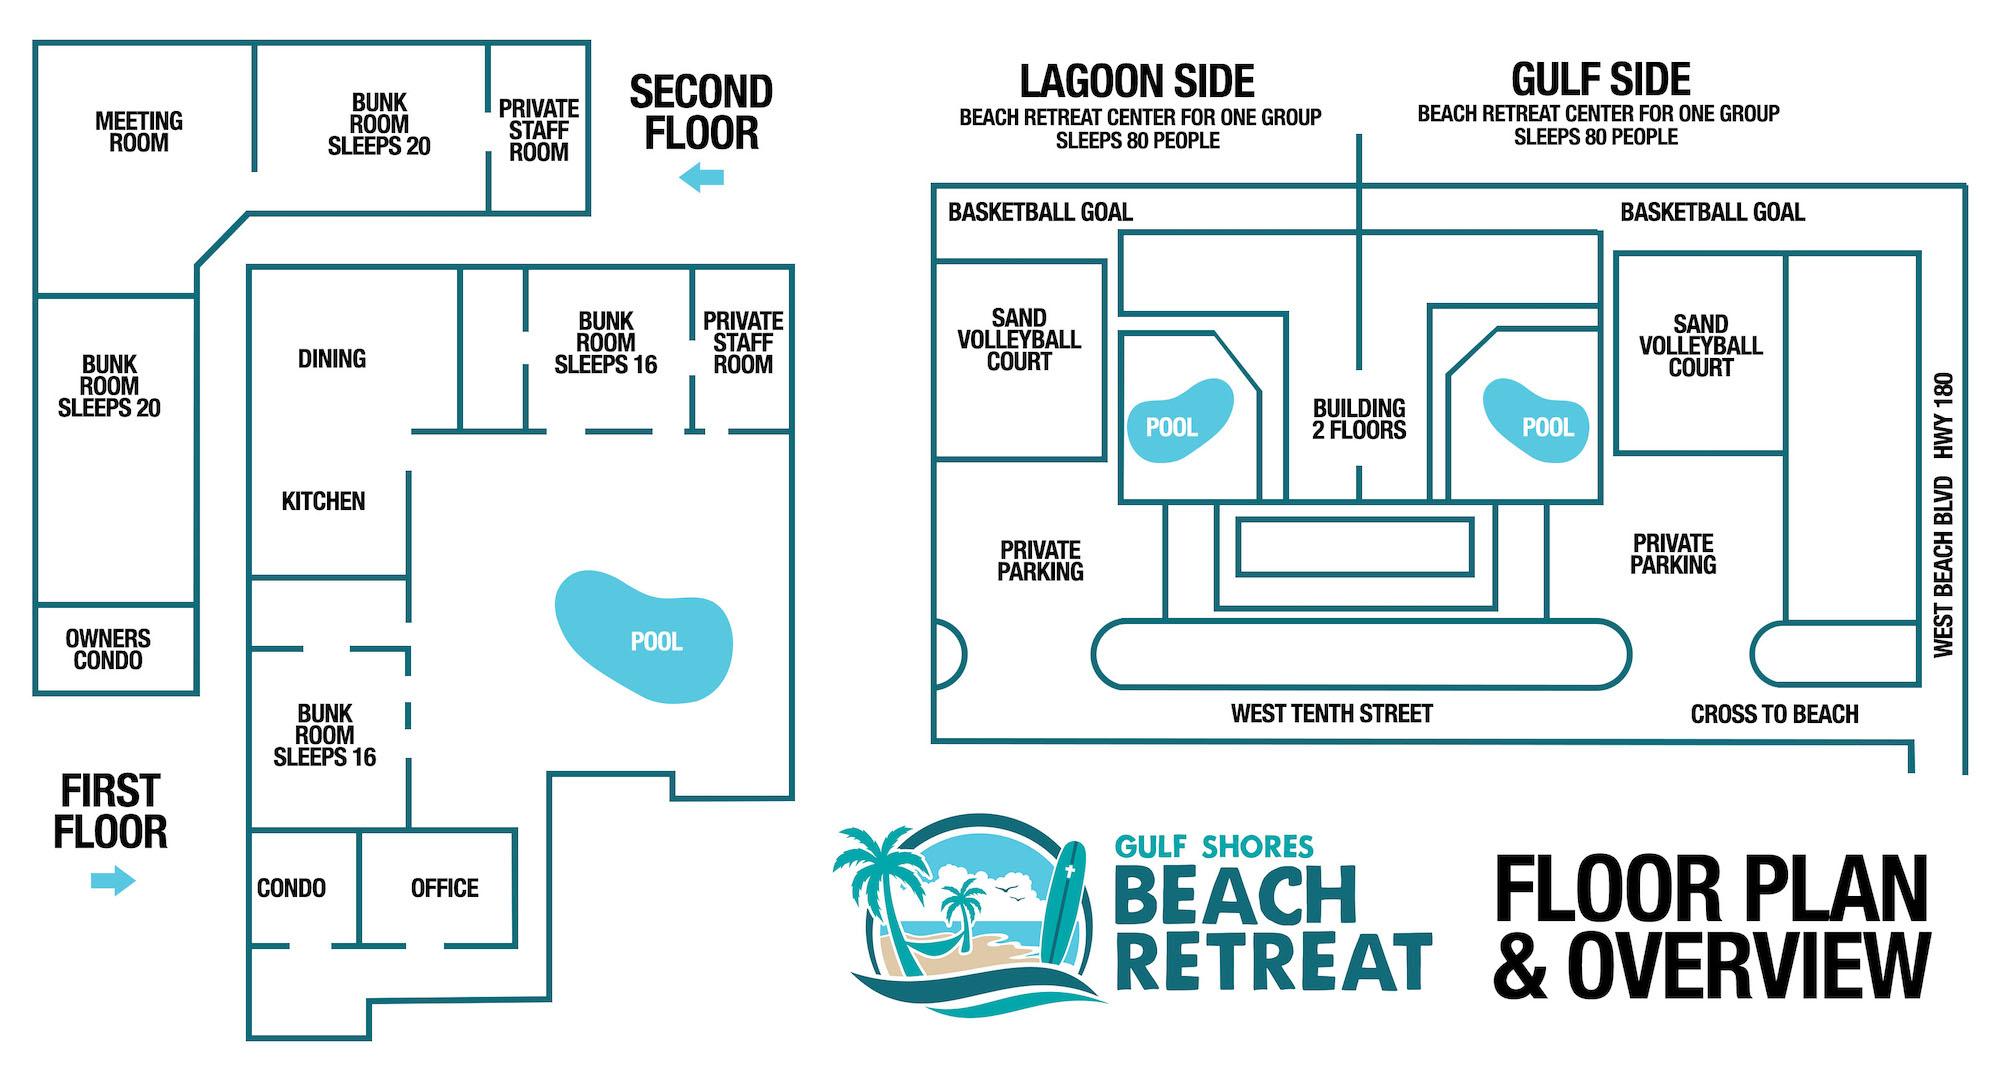 SECOND
FLOOR
MEETING
ROOM
BUNK
ROOM
SLEEPS 20
PRIVATE
STAFF
ROOM
BUNK
ROOM
SLEEPS 20
OWNERS
CONDO
FIRST
FLOOR
DINING
BUNK
ROOM
SLEEPS 16
PRIVATE
STAFF
ROOM
KITCHEN
POOL
BUNK
ROOM
SLEEPS 16
CONDO
OFFICE
LAGOON SIDE
BEACH RETREAT CENTER FOR ONE GROUP
SLEEPS 80 PEOPLE
GULF SIDE
BEACH RETREAT CENTER FOR ONE GROUP
SLEEPS 80 PEOPLE
BASKETBALL GOAL
BASKETBALL GOAL
SAND
VOLLEYBALL
COURT
POOL
BUILDING
2 FLOORS
POOL
SAND
VOLLEYBALL
COURT
PRIVATE
PARKING
PRIVATE
PARKING
WEST BEACH BLVD HWY 180
WEST TENTH STREET
CROSS TO BEACH
GULF SHORES
BEACH
RETREAT
FLOOR PLAN
& OVERVIEW